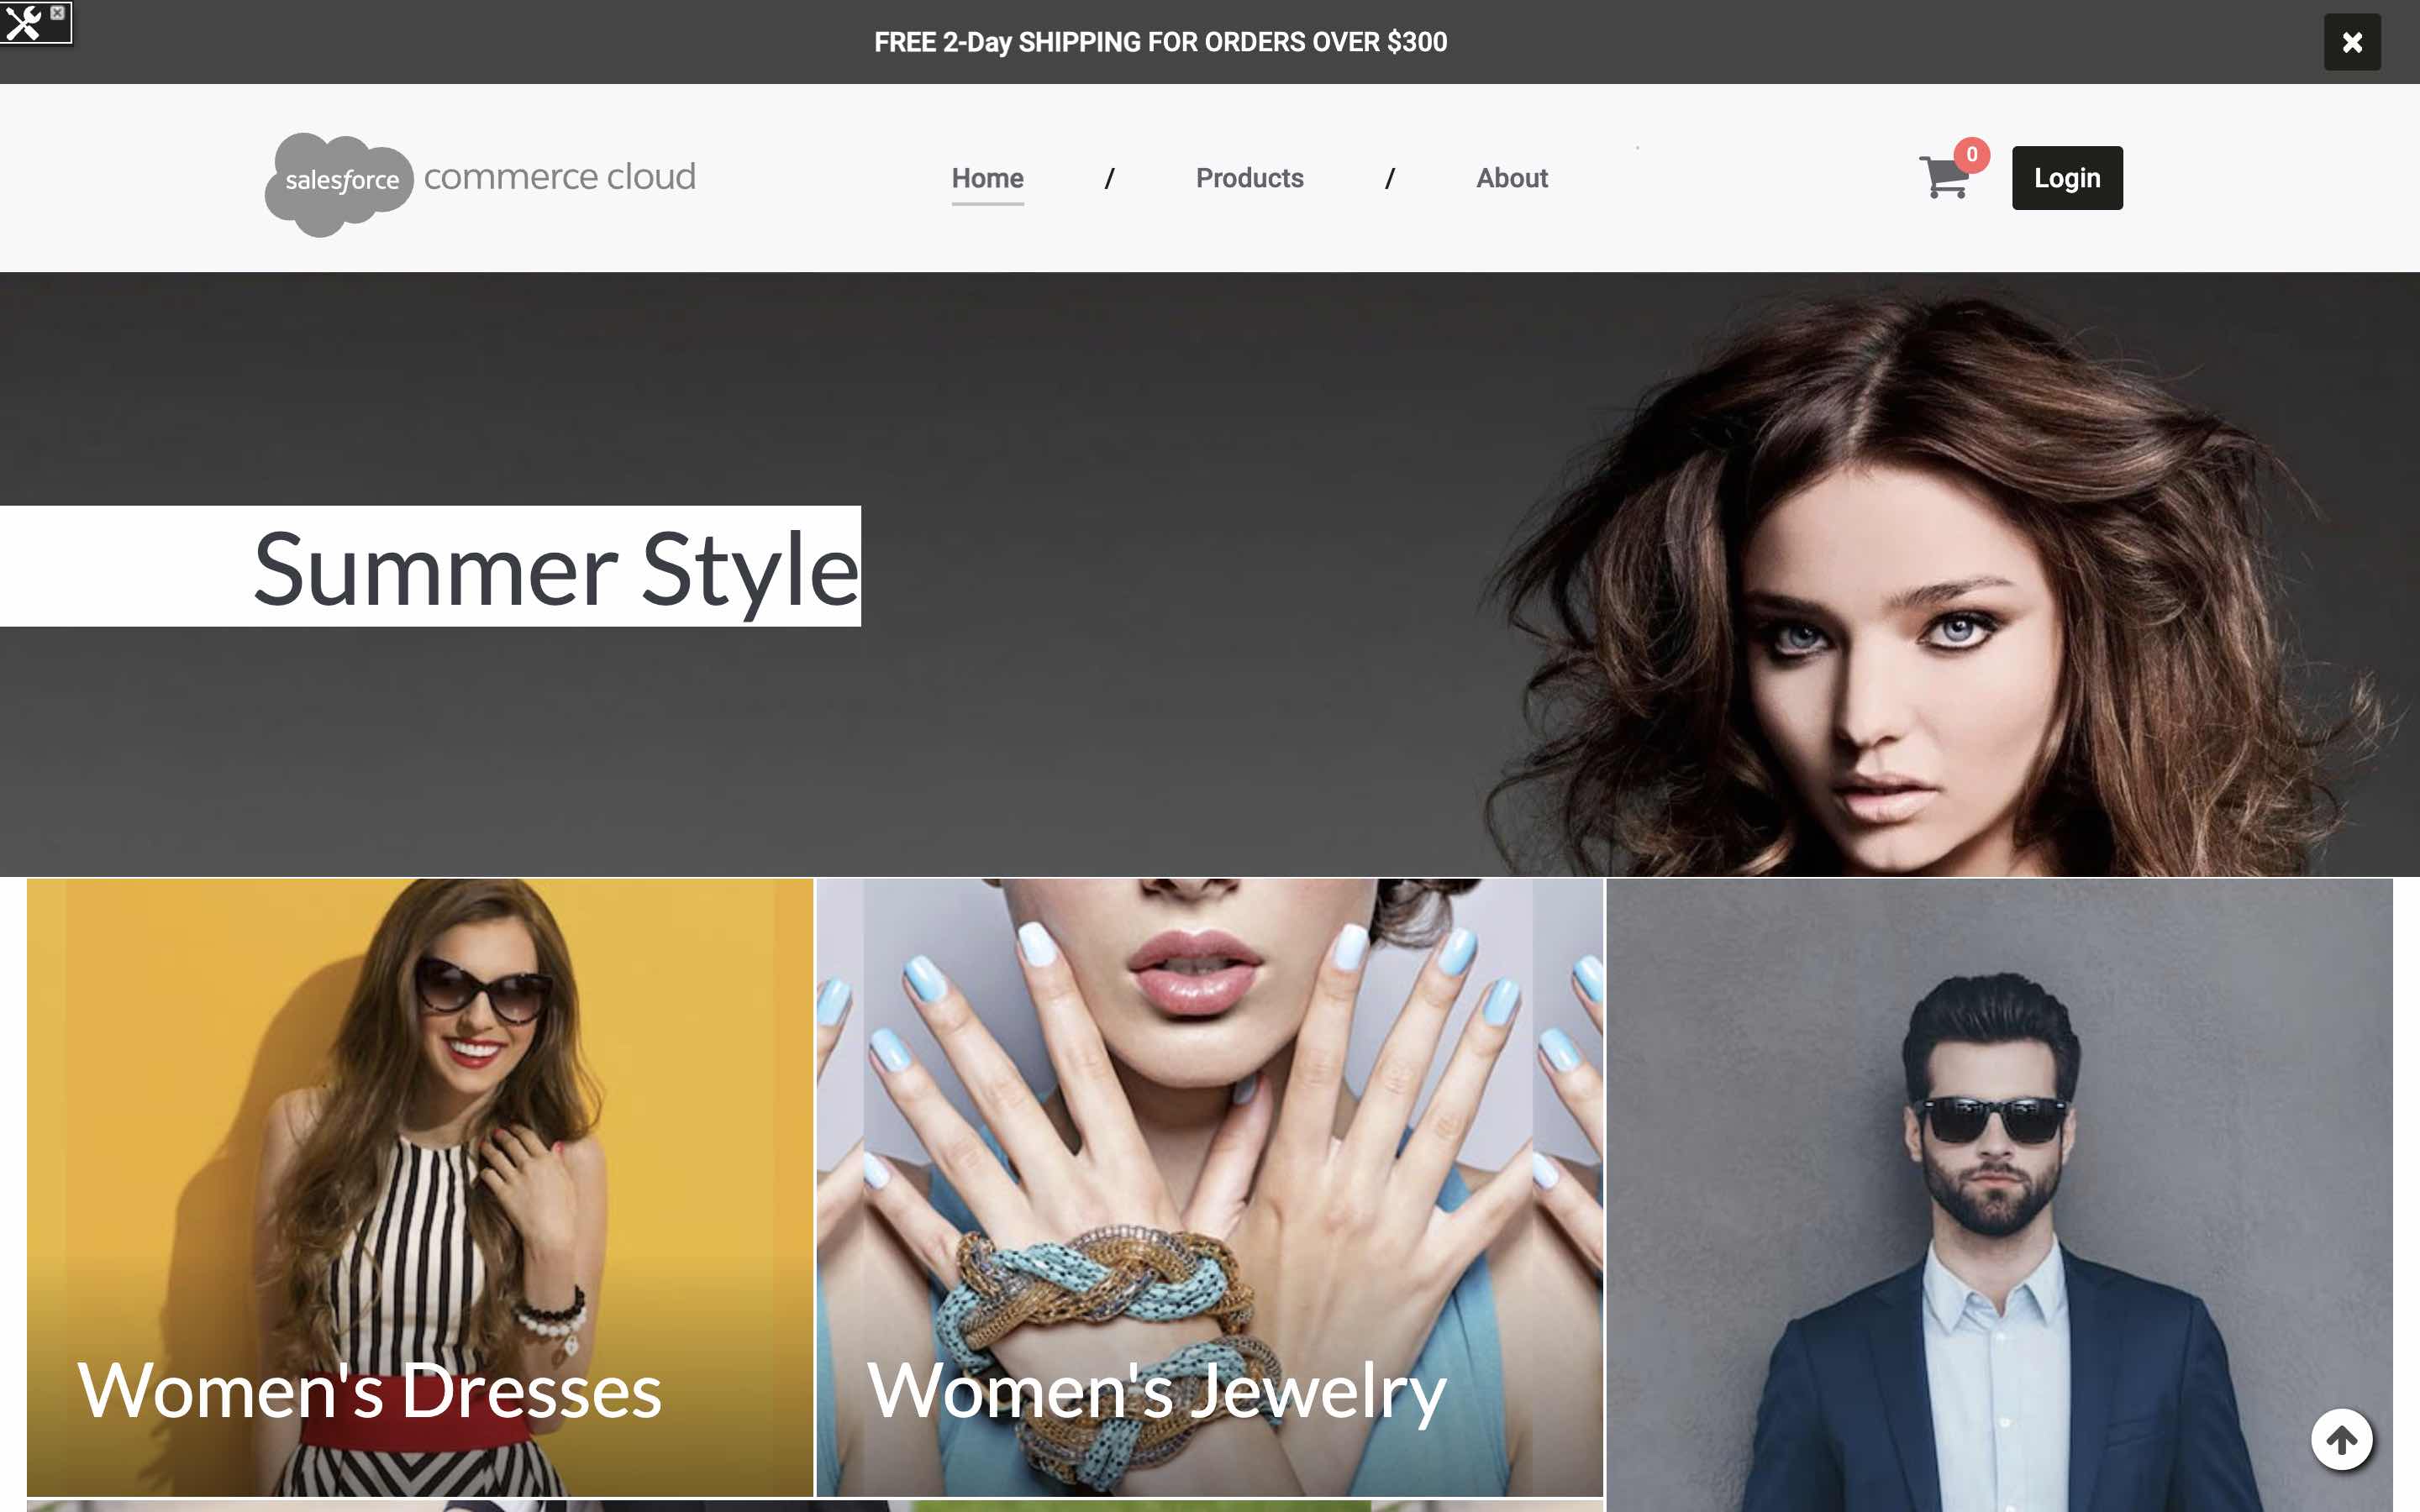 FREE 2-Day SHIPPING FOR ORDERS OVER $300
salesforce commerce cloud
Home / Products / About
0
Login
Summer Style
Women's Dresses
Women's Jewelry